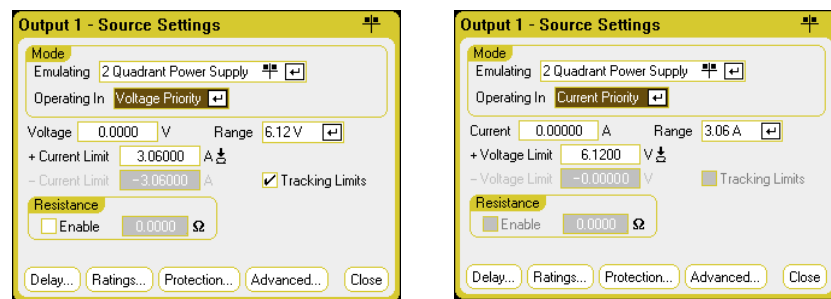 Output 1 - Source Settings
Mode
Emulating 2 Quadrant Power Supply
Operating In Voltage Priority
Voltage 0.0000 V Range 6.12 V
+ Current Limit 3.06000 A
- Current Limit -3.06000 A Tracking Limits
Resistance
Enable 0.0000 Ω
Delay... Ratings... Protection... Advanced... Close
Output 1 - Source Settings
Mode
Emulating 2 Quadrant Power Supply
Operating In Current Priority
Current 0.00000 A Range 3.06 A
+ Voltage Limit 6.1200 V
- Voltage Limit -0.00000 V Tracking Limits
Resistance
Enable 0.0000 Ω
Delay... Ratings... Protection... Advanced... Close